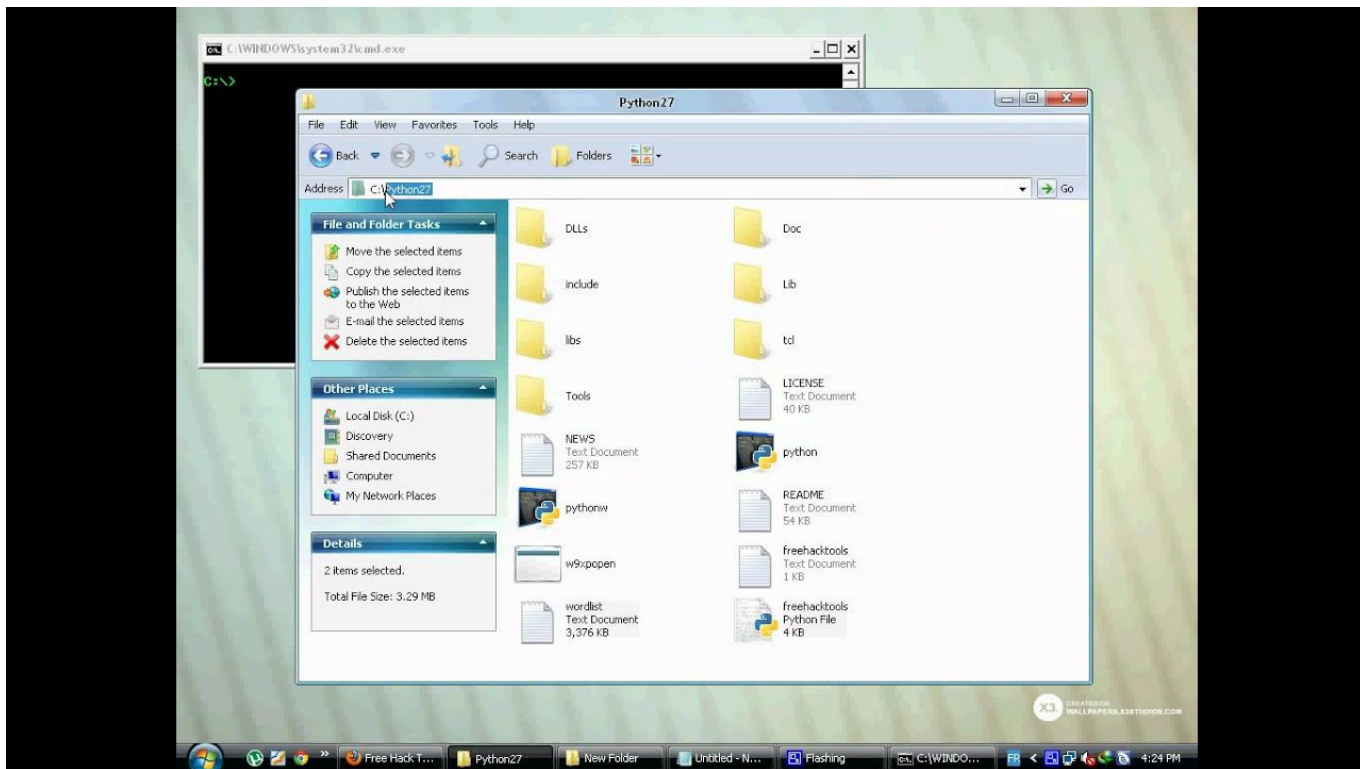 C:\WINDOWS\system32\cmd.exe
C:\>
Python27
File Edit View Favorites Tools Help
Back Search Folders
Address C:\Python27 Go
File and Folder Tasks
Move the selected items
Copy the selected items
Publish the selected items
to the Web
E-mail the selected items
Delete the selected items
Other Places
Local Disk (C:)
Discovery
Shared Documents
Computer
My Network Places
Details
2 items selected.
Total File Size: 3.29 MB
DLLs
Doc
include
Lib
libs
tcl
Tools
LICENSE
Text Document
40 KB
NEWS
Text Document
257 KB
python
pythonw
README
Text Document
54 KB
w9xpopen
freehacktools
Text Document
1 KB
wordlist
Text Document
3,376 KB
freehacktools
Python File
4 KB
X3
CREATED ON
WALLPAPERS.X3STUDIOS.COM
Free Hack T... Python27 New Folder Untitled - N... Flashing C:\WINDO... FR 4:24 PM